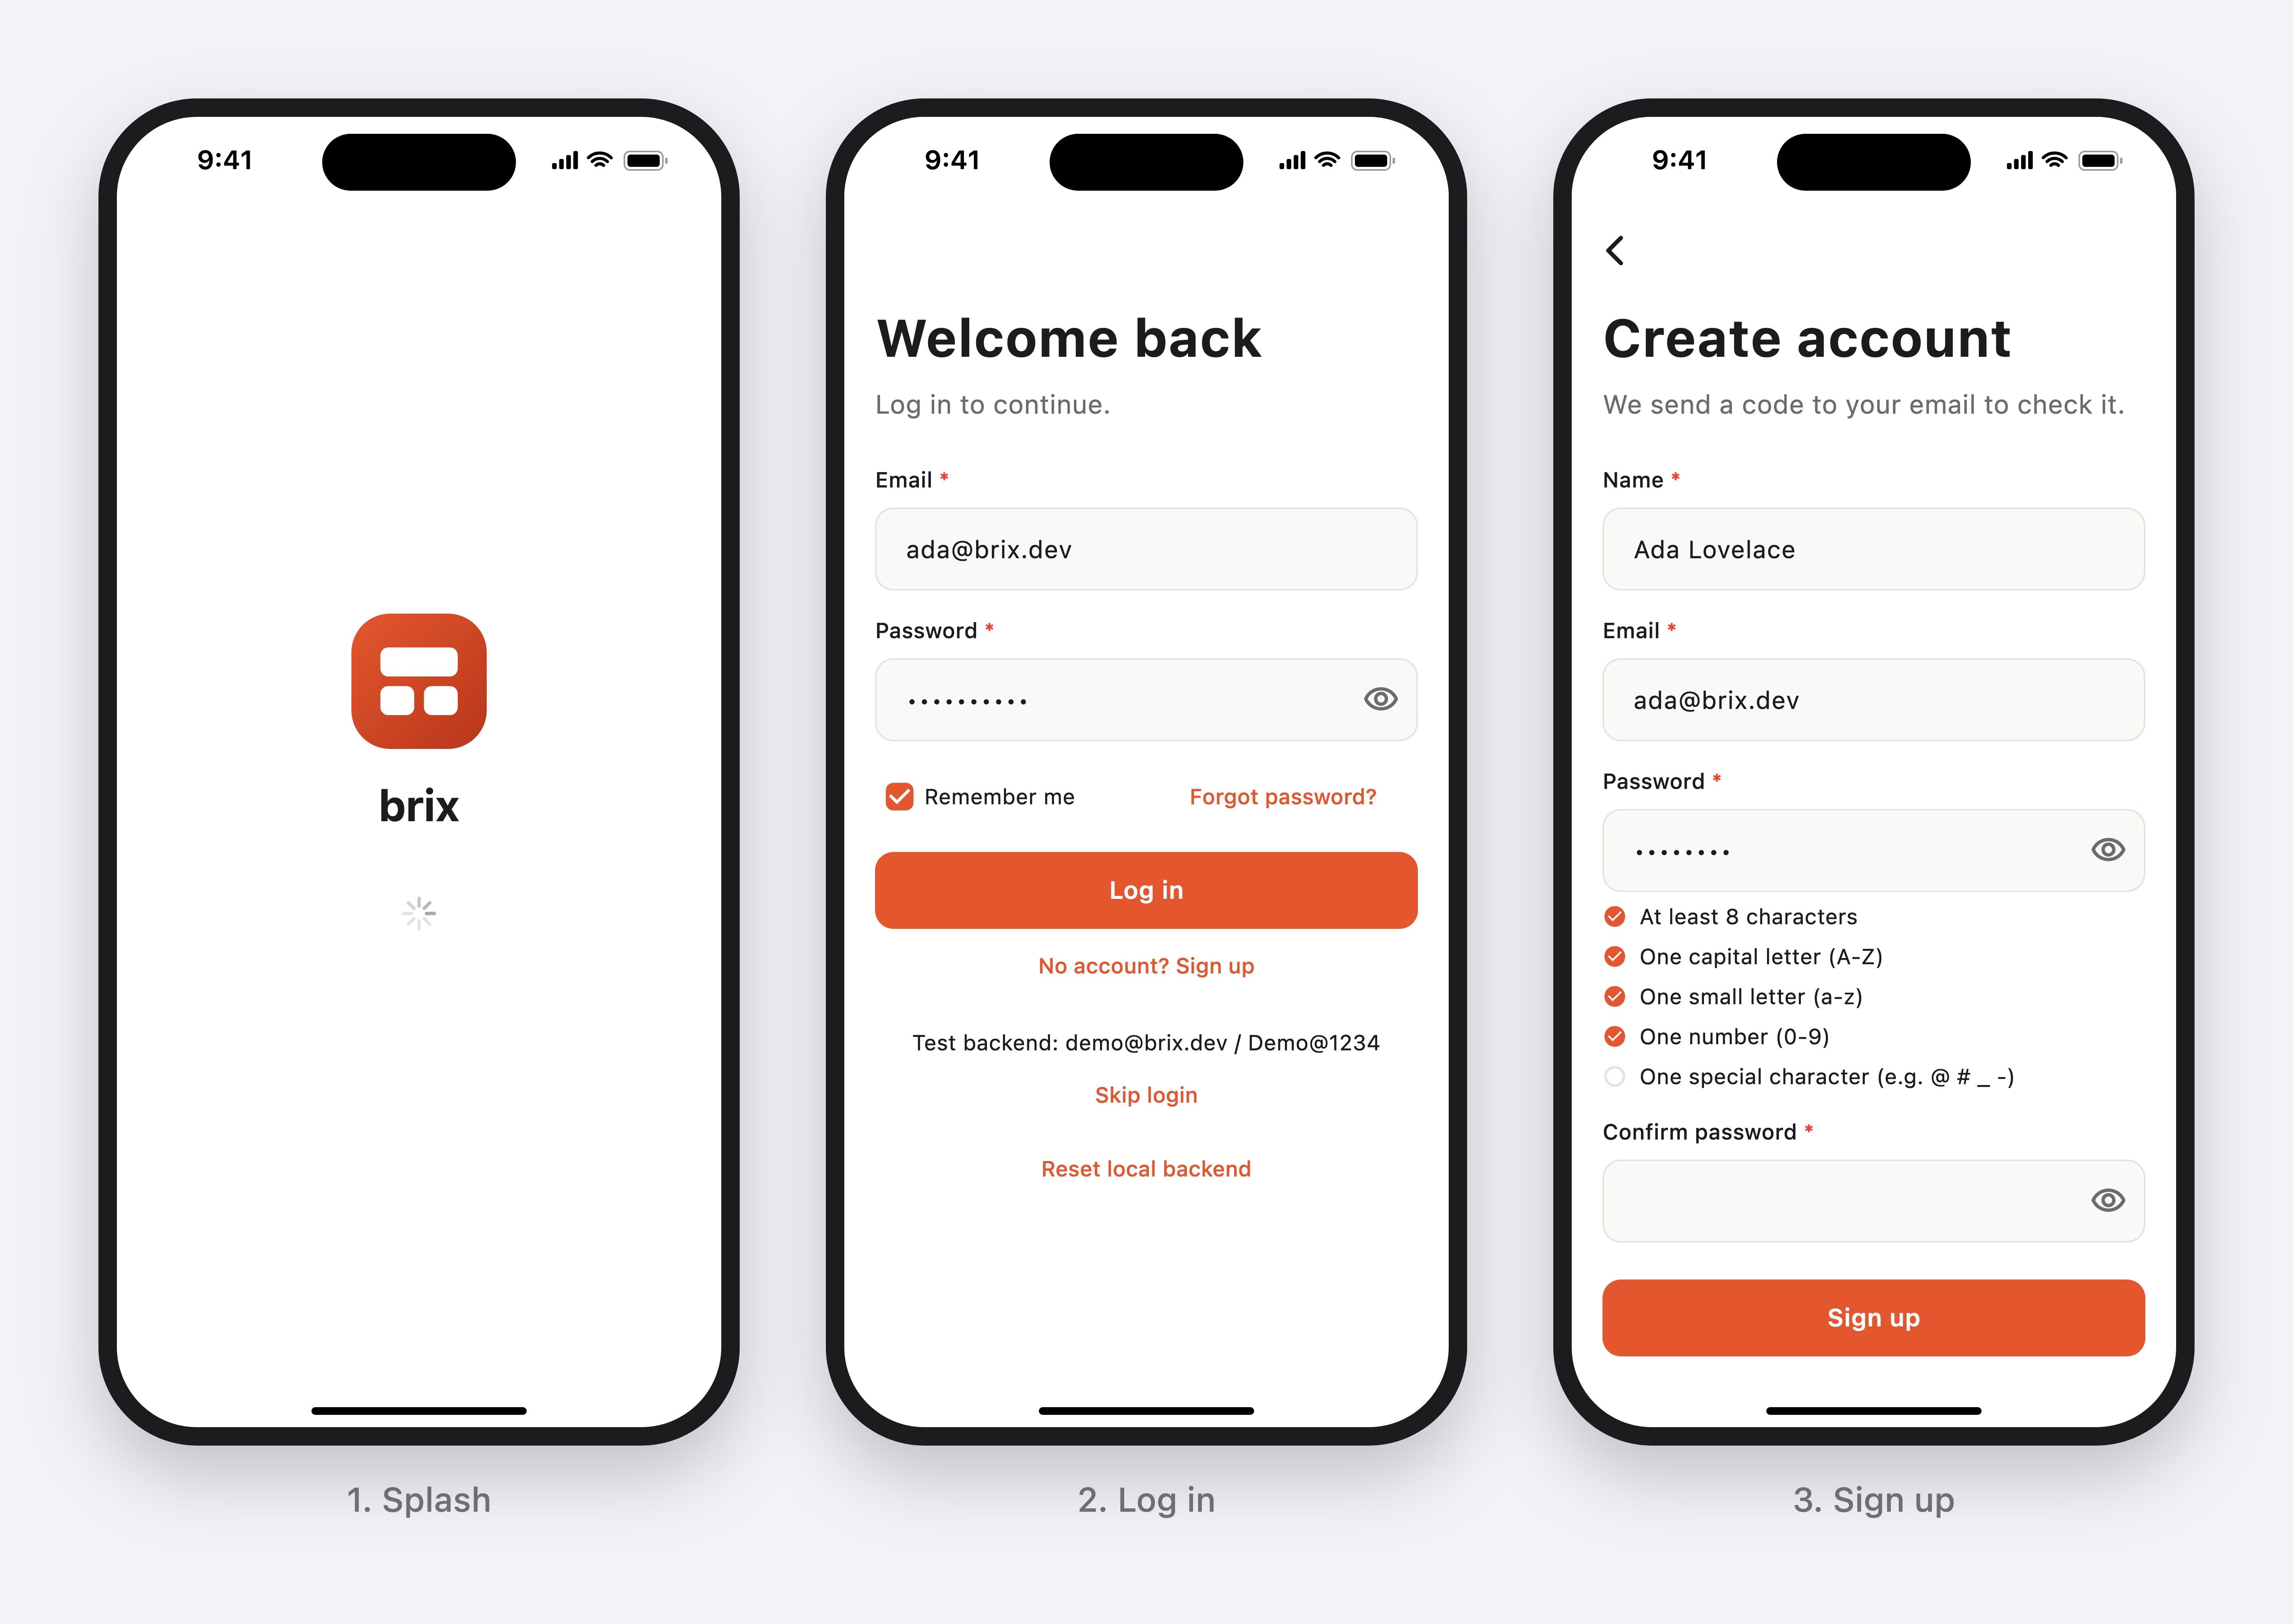 9:41
brix
1. Splash
9:41
Welcome back
Log in to continue.
Email *
ada@brix.dev
Password *
••••••••••
Remember me
Forgot password?
Log in
No account? Sign up
Test backend: demo@brix.dev / Demo@1234
Skip login
Reset local backend
2. Log in
9:41
Create account
We send a code to your email to check it.
Name *
Ada Lovelace
Email *
ada@brix.dev
Password *
••••••••
At least 8 characters
One capital letter (A-Z)
One small letter (a-z)
One number (0-9)
One special character (e.g. @ # _ -)
Confirm password *
Sign up
3. Sign up